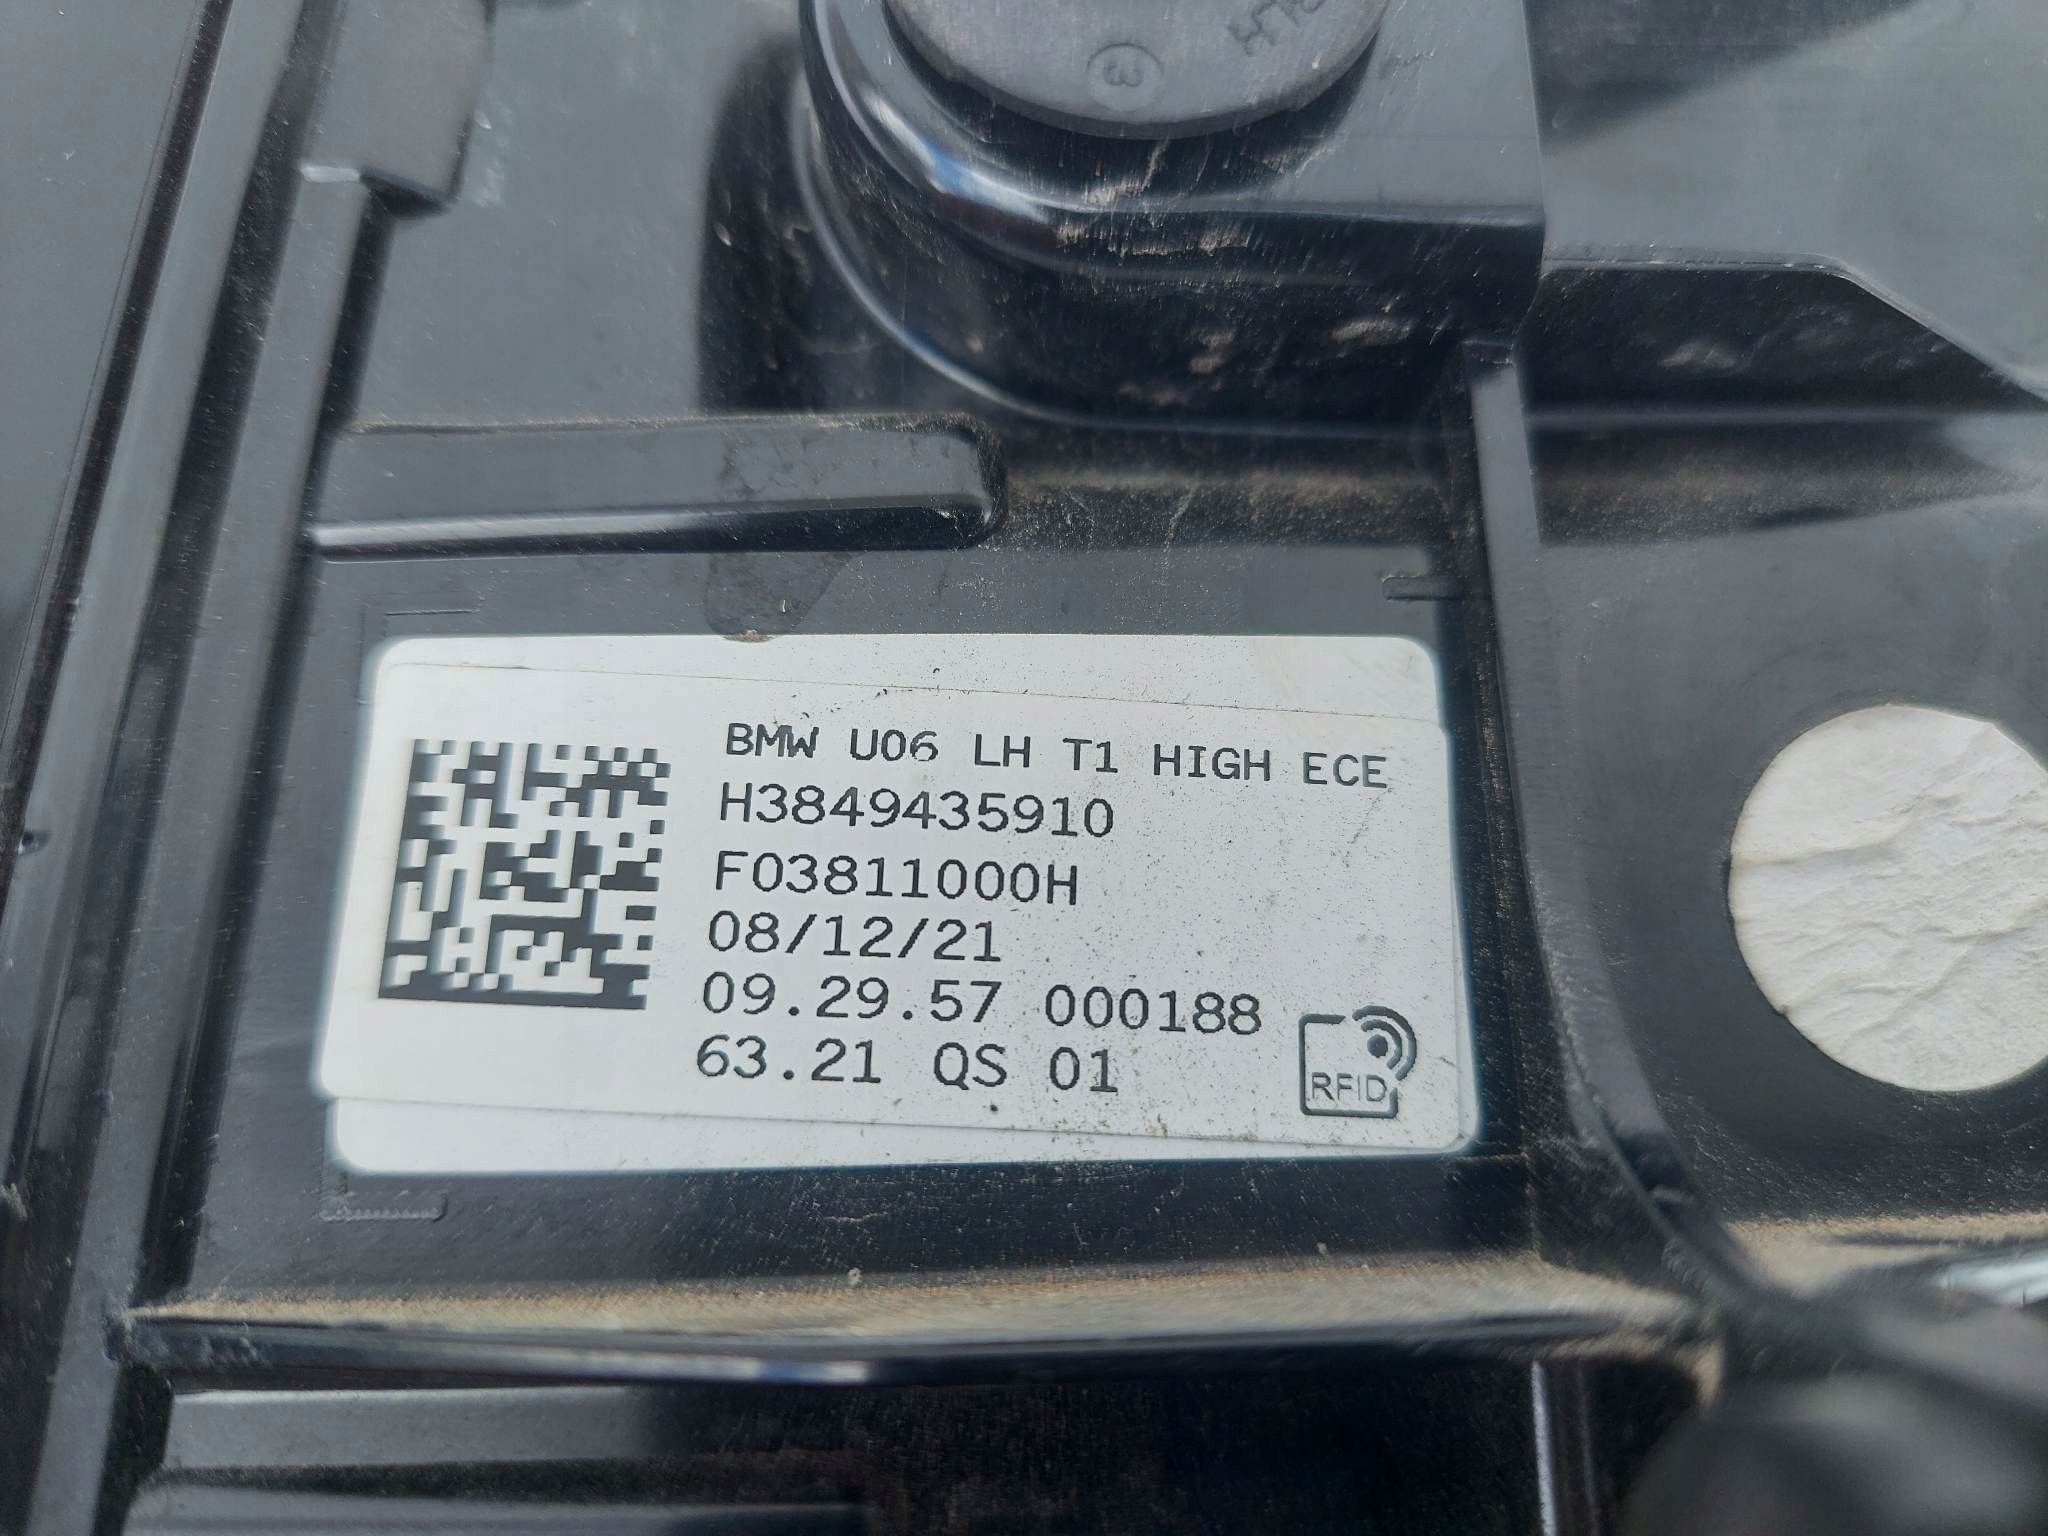 3
BMW U06 LH T1 HIGH ECE
H3849435910
F03811000H
08/12/21
09.29.57 000188
63.21 QS 01
RFID